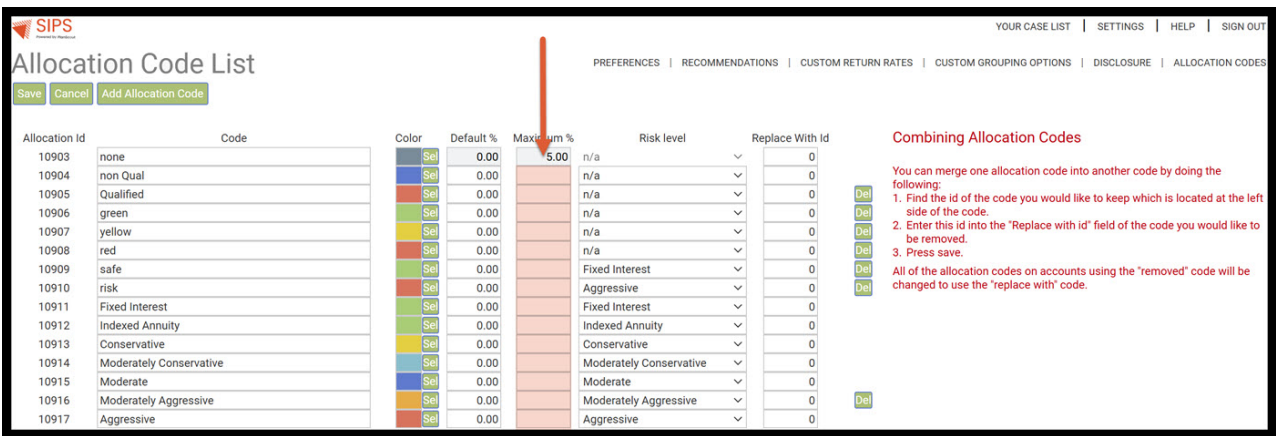 SIPS
YOUR CASE LIST | SETTINGS | HELP | SIGN OUT
Allocation Code List
PREFERENCES | RECOMMENDATIONS | CUSTOM RETURN RATES | CUSTOM GROUPING OPTIONS | DISCLOSURE | ALLOCATION CODES
Save Cancel Add Allocation Code
Allocation Id Code Color Default % Maximum % Risk level Replace With Id
10903 none Sel 0.00 5.00 n/a 0
10904 non Qual Sel 0.00 n/a 0
10905 Qualified Sel 0.00 n/a 0 Del
10906 green Sel 0.00 n/a 0 Del
10907 yellow Sel 0.00 n/a 0 Del
10908 red Sel 0.00 n/a 0 Del
10909 safe Sel 0.00 Fixed Interest 0 Del
10910 risk Sel 0.00 Aggressive 0 Del
10911 Fixed Interest Sel 0.00 Fixed Interest 0
10912 Indexed Annuity Sel 0.00 Indexed Annuity 0
10913 Conservative Sel 0.00 Conservative 0
10914 Moderately Conservative Sel 0.00 Moderately Conservative 0
10915 Moderate Sel 0.00 Moderate 0
10916 Moderately Aggressive Sel 0.00 Moderately Aggressive 0 Del
10917 Aggressive Sel 0.00 Aggressive 0
Combining Allocation Codes
You can merge one allocation code into another code by doing the
following:
1. Find the id of the code you would like to keep which is located at the left
side of the code.
2. Enter this id into the "Replace with id" field of the code you would like to
be removed.
3. Press save.
All of the allocation codes on accounts using the "removed" code will be
changed to use the "replace with" code.